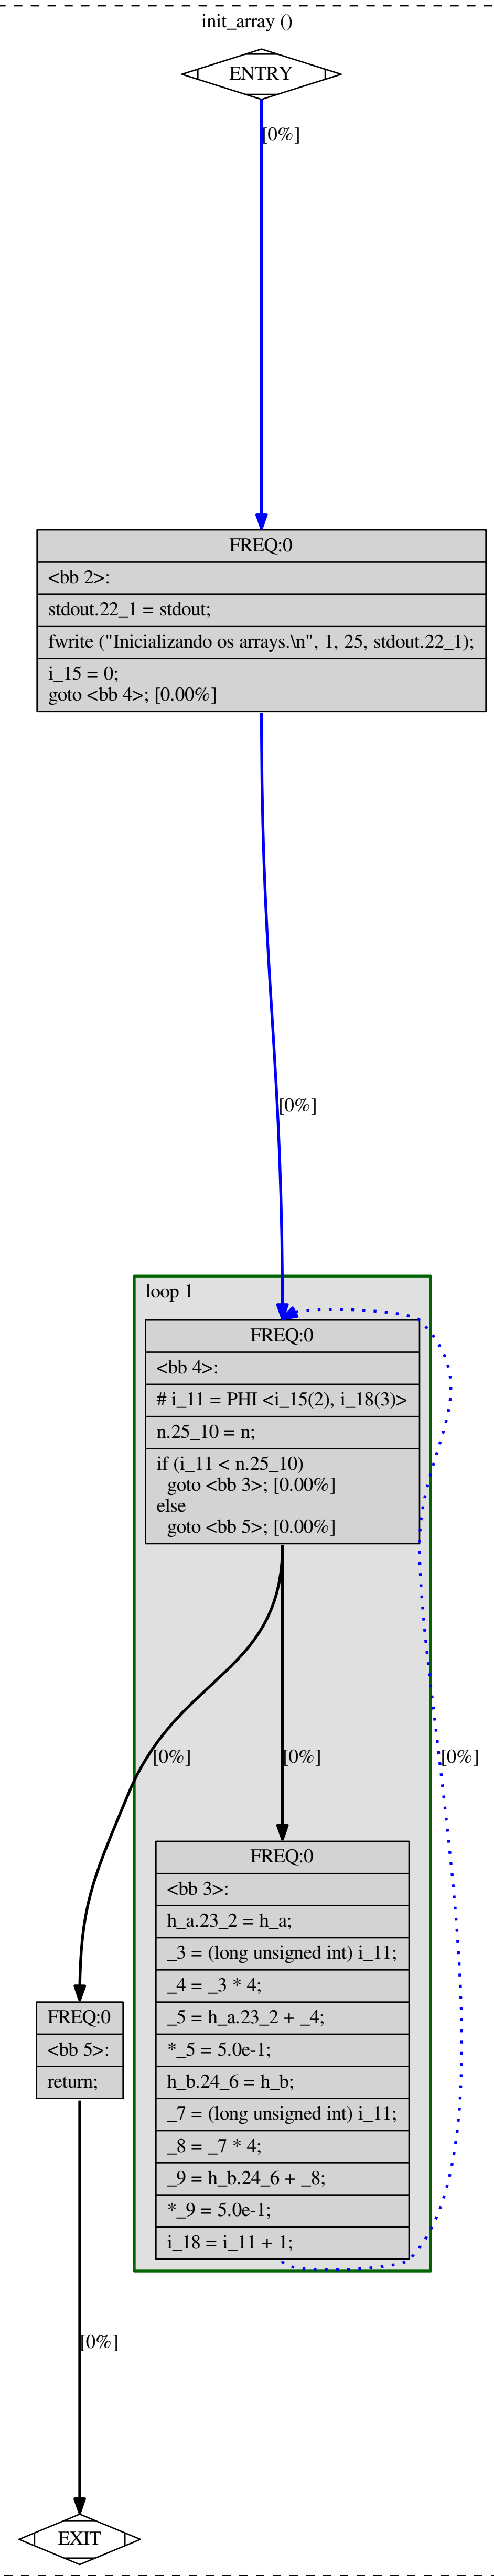 init_array ()
ENTRY
[0%]
FREQ:0
<bb 2>:
stdout.22_1 = stdout;
fwrite ("Inicializando os arrays.\n", 1, 25, stdout.22_1);
i_15 = 0;
goto <bb 4>; [0.00%]
[0%]
loop 1
FREQ:0
<bb 4>:
# i_11 = PHI <i_15(2), i_18(3)>
n.25_10 = n;
if (i_11 < n.25_10)
goto <bb 3>; [0.00%]
else
goto <bb 5>; [0.00%]
[0%]
[0%]
[0%]
FREQ:0
<bb 3>:
h_a.23_2 = h_a;
_3 = (long unsigned int) i_11;
_4 = _3 * 4;
_5 = h_a.23_2 + _4;
*_5 = 5.0e-1;
h_b.24_6 = h_b;
_7 = (long unsigned int) i_11;
_8 = _7 * 4;
_9 = h_b.24_6 + _8;
*_9 = 5.0e-1;
i_18 = i_11 + 1;
FREQ:0
<bb 5>:
return;
[0%]
EXIT